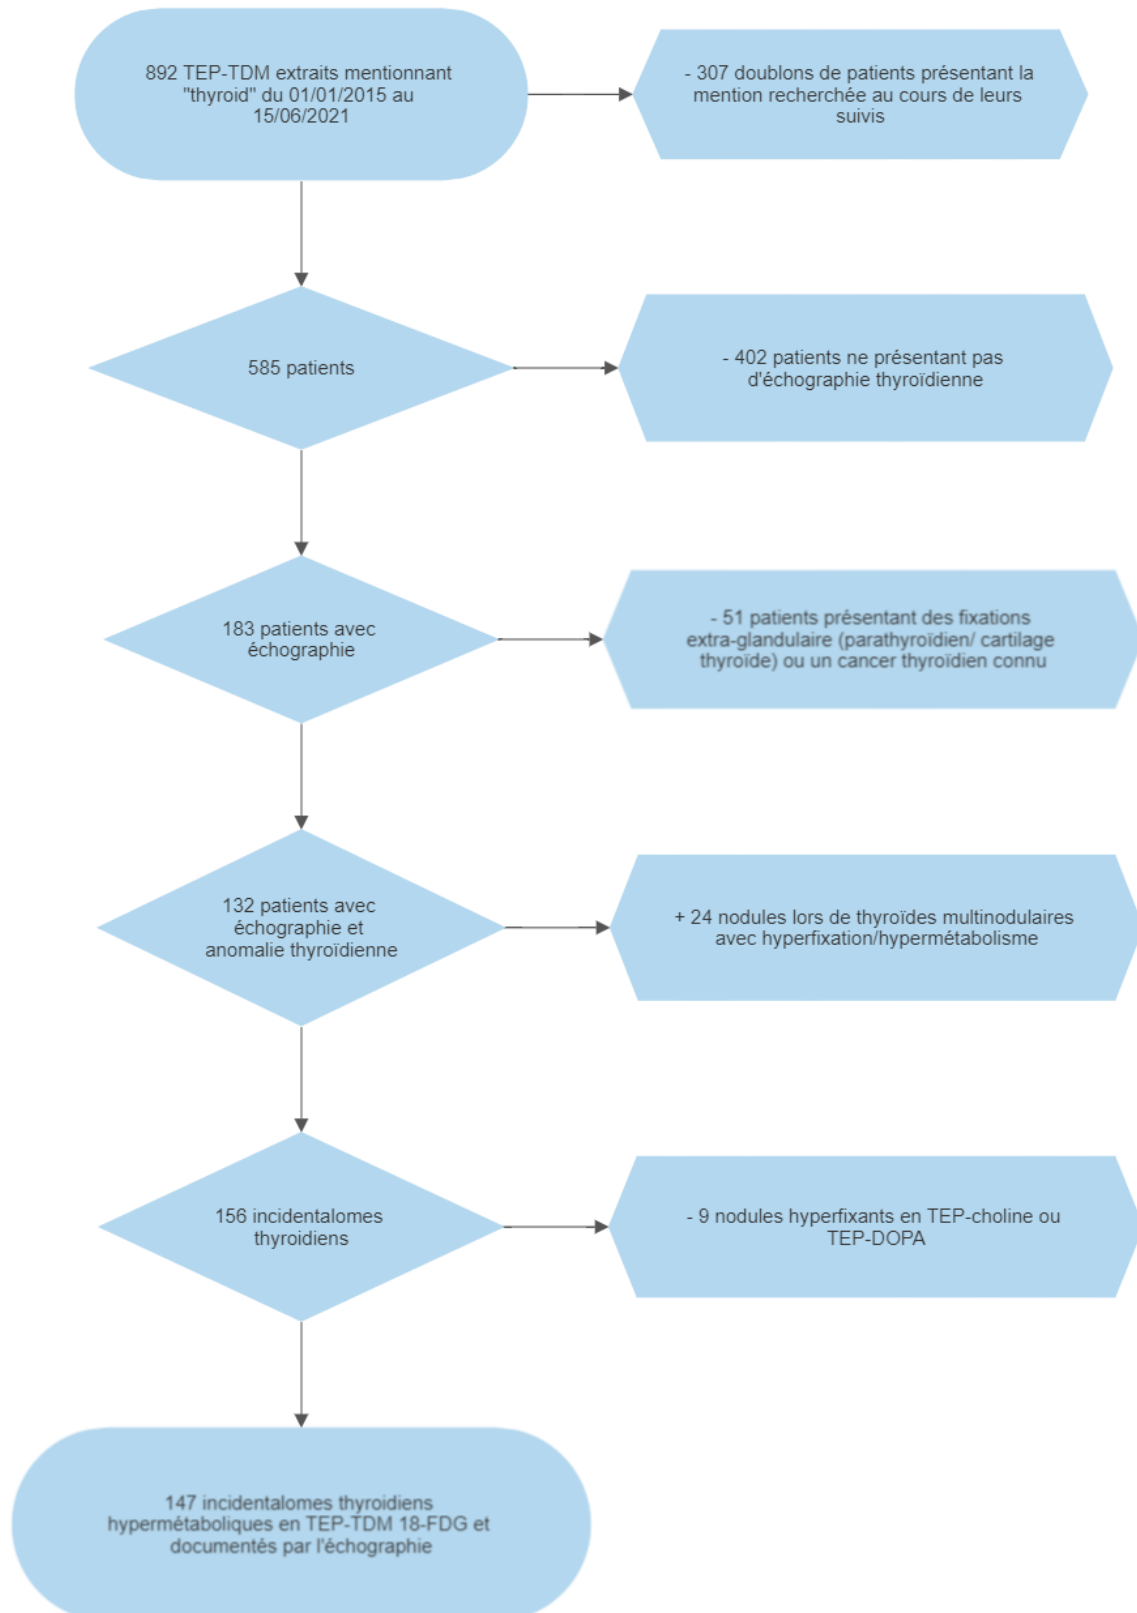 892 TEP-TDM extraits mentionnant
"thyroid" du 01/01/2015 au
15/06/2021
- 307 doublons de patients présentant la
mention recherchée au cours de leurs
suivis
585 patients
- 402 patients ne présentant pas
d'échographie thyroïdienne
183 patients avec
échographie
- 51 patients présentant des fixations
extra-glandulaire (parathyroïdien/ cartilage
thyroïde) ou un cancer thyroïdien connu
132 patients avec
échographie et
anomalie thyroïdienne
+ 24 nodules lors de thyroïdes multinodulaires
avec hyperfixation/hypermétabolisme
156 incidentalomes
thyroidiens
- 9 nodules hyperfixants en TEP-choline ou
TEP-DOPA
147 incidentalomes thyroidiens
hypermétaboliques en TEP-TDM 18-FDG et
documentés par l'échographie